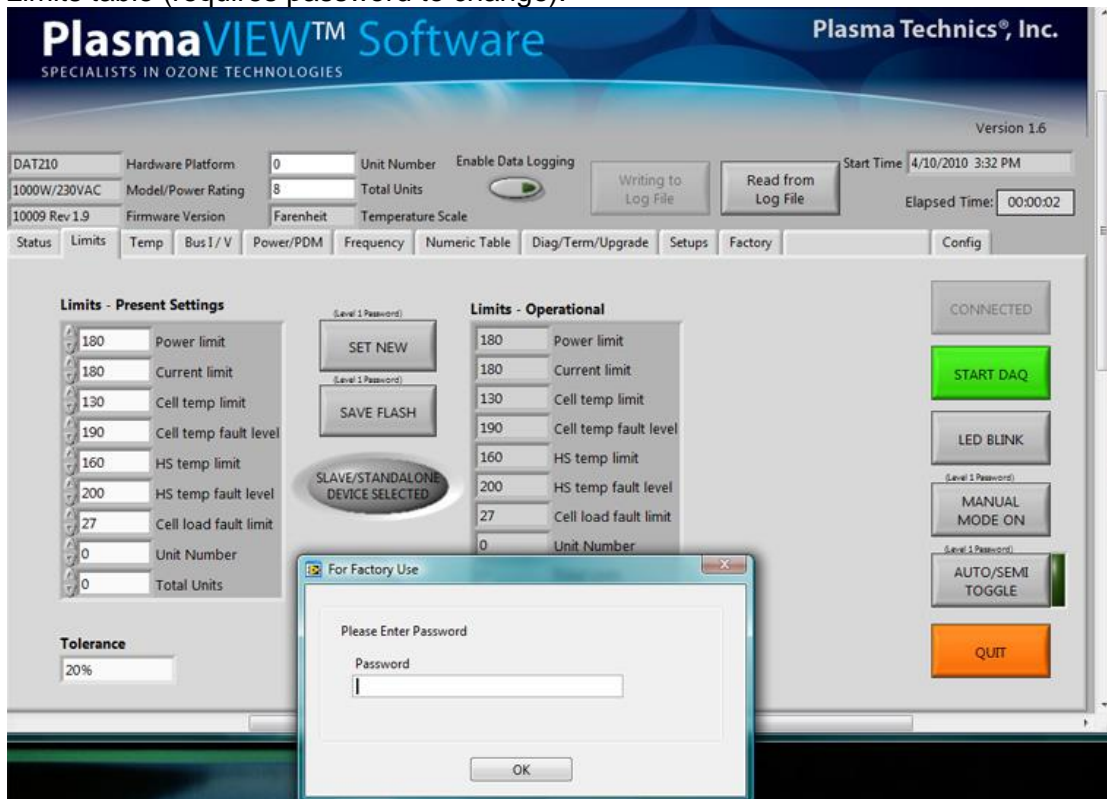 Limits table (requires password to change).
PlasmaVIEW™ Software
Plasma Technics®, Inc.
SPECIALISTS IN OZONE TECHNOLOGIES
Version 1.6
DAT210 Hardware Platform 0 Unit Number Enable Data Logging Writing to Log File Read from Log File Start Time 4/10/2010 3:32 PM
1000W/230VAC Model/Power Rating 8 Total Units
10009 Rev 1.9 Firmware Version Farenheit Temperature Scale Elapsed Time: 00:00:02
Status Limits Temp Bus I / V Power/PDM Frequency Numeric Table Diag/Term/Upgrade Setups Factory Config
Limits - Present Settings
180 Power limit
180 Current limit
130 Cell temp limit
190 Cell temp fault level
160 HS temp limit
200 HS temp fault level
27 Cell load fault limit
0 Unit Number
0 Total Units
Tolerance
20%
(Level 1 Password)
SET NEW
(Level 1 Password)
SAVE FLASH
SLAVE/STANDALONE
DEVICE SELECTED
Limits - Operational
180 Power limit
180 Current limit
130 Cell temp limit
190 Cell temp fault level
160 HS temp limit
200 HS temp fault level
27 Cell load fault limit
0 Unit Number
CONNECTED
START DAQ
LED BLINK
(Level 1 Password)
MANUAL
MODE ON
(Level 1 Password)
AUTO/SEMI
TOGGLE
QUIT
For Factory Use
Please Enter Password
Password
OK